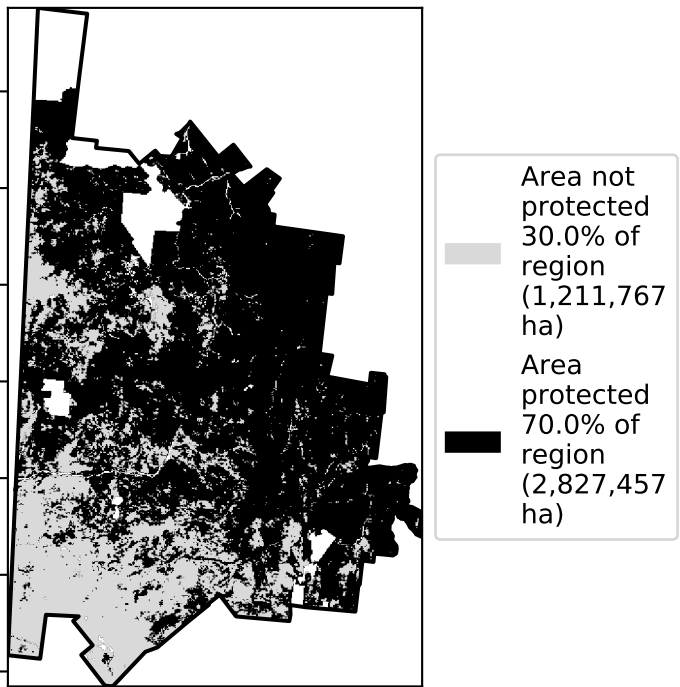 Area not
protected
30.0% of
region
(1,211,767
ha)
Area
protected
70.0% of
region
(2,827,457
ha)